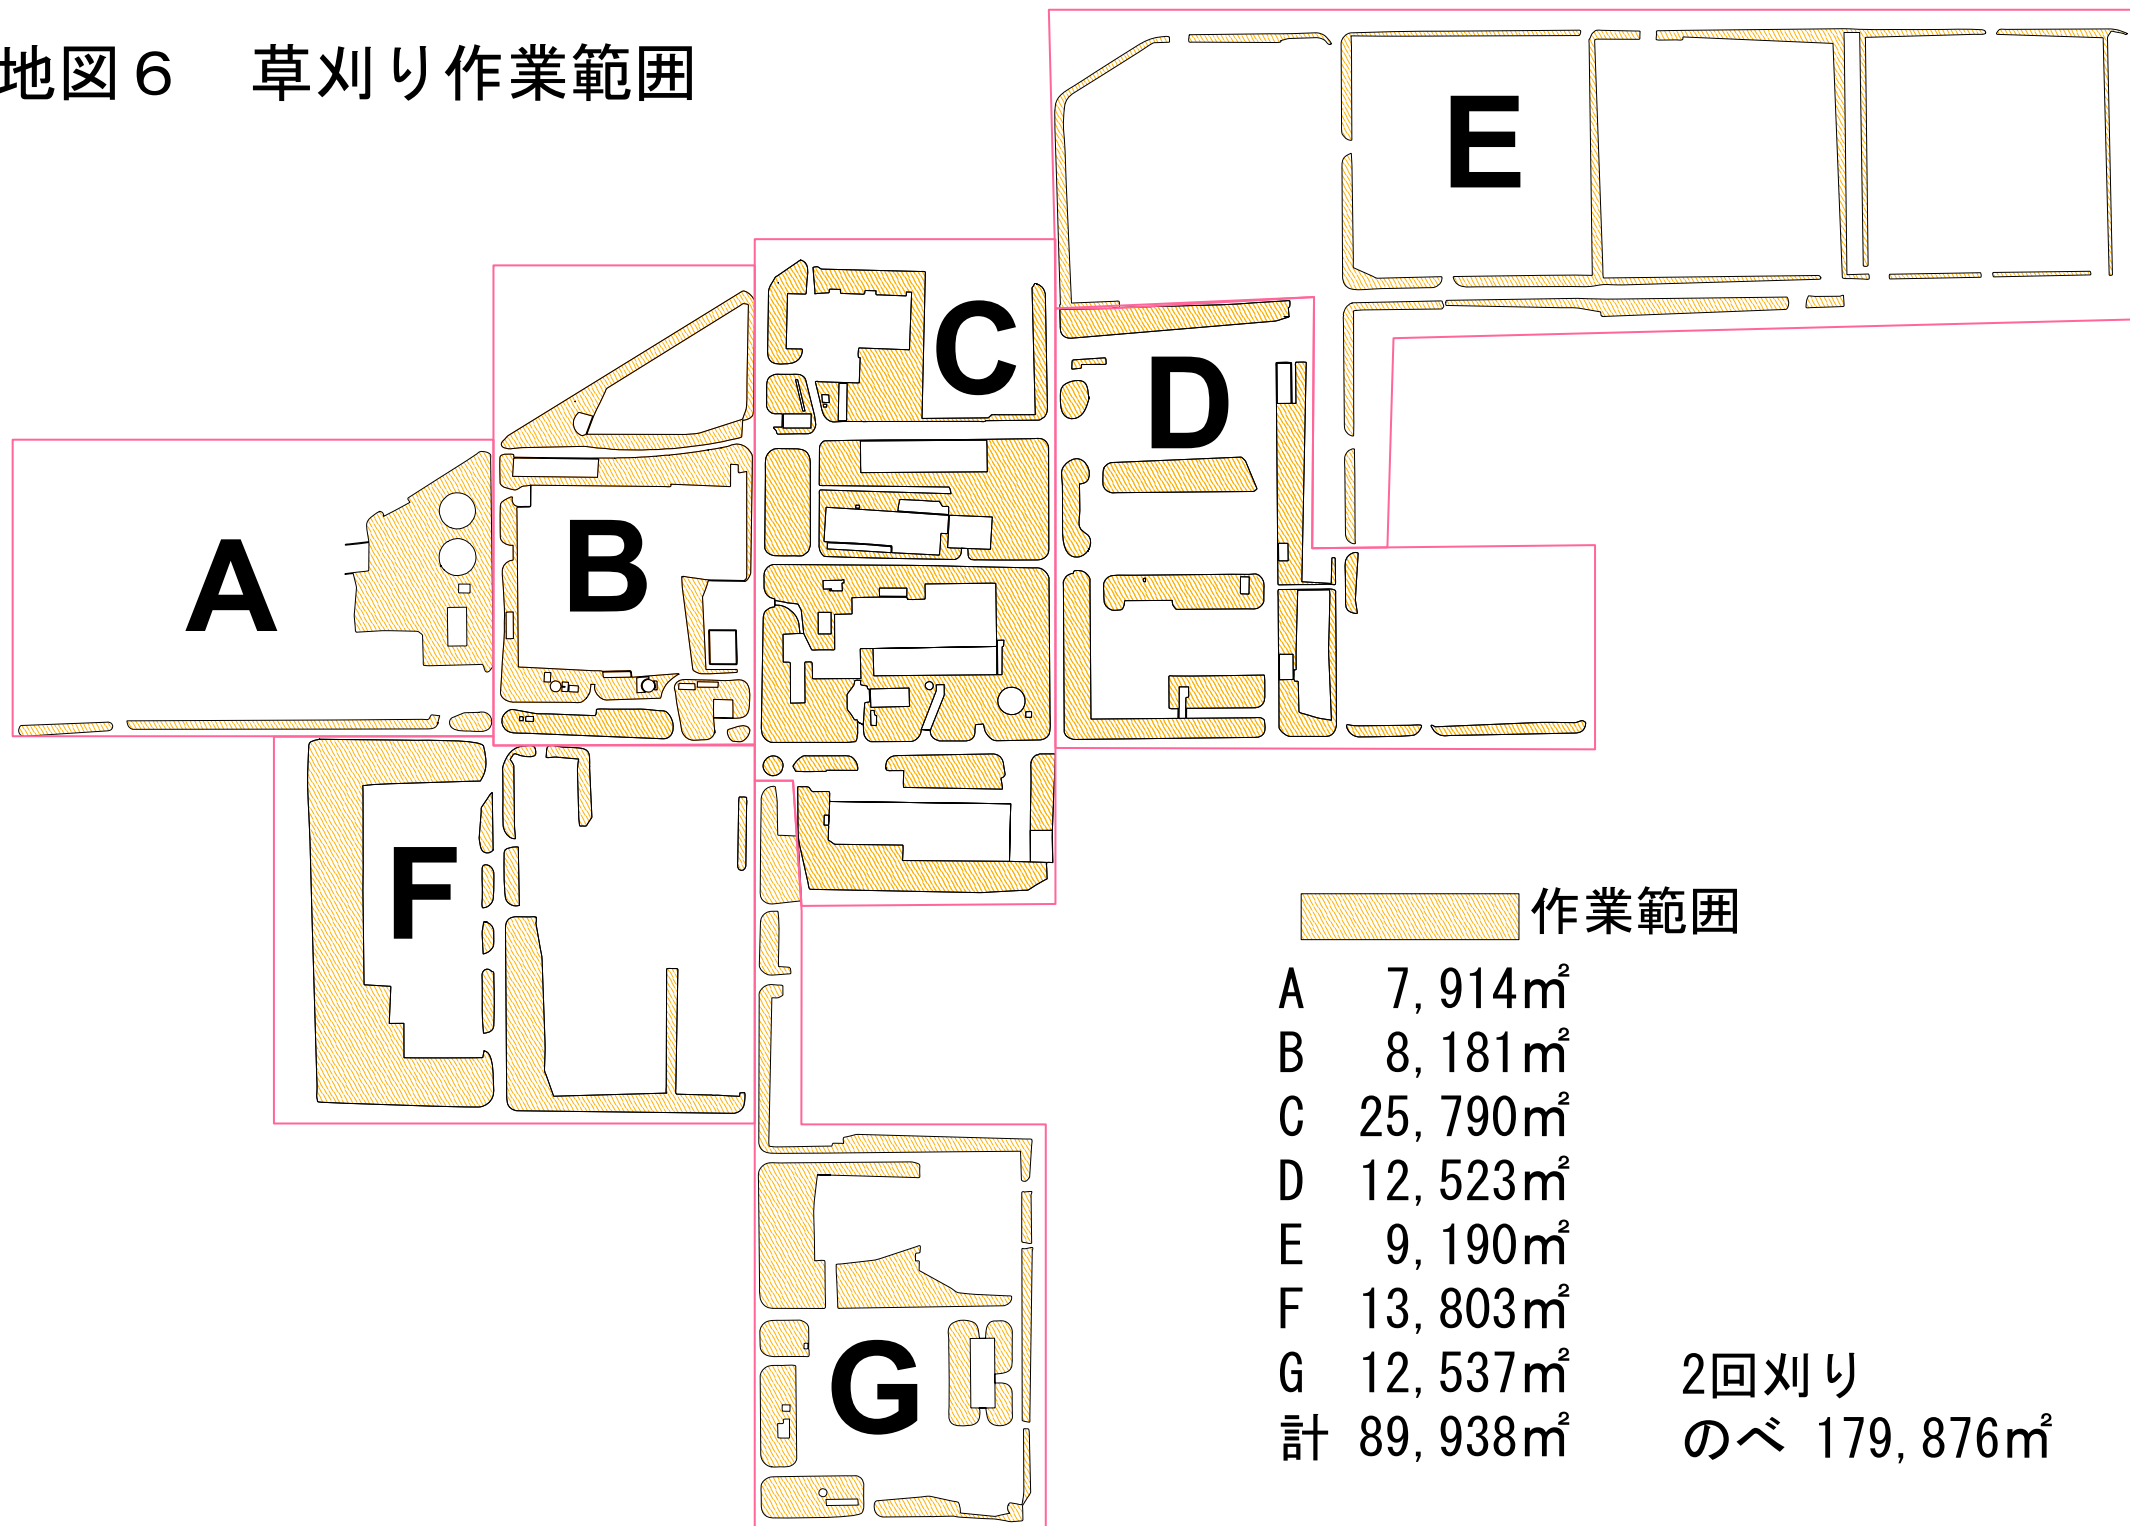 地図６　草刈り作業範囲
E
C
D
A
B
F
G
作業範囲
A 7,914㎡
B 8,181㎡
C 25,790㎡
D 12,523㎡
E 9,190㎡
F 13,803㎡
G 12,537㎡
計 89,938㎡
2回刈り
のべ 179,876㎡